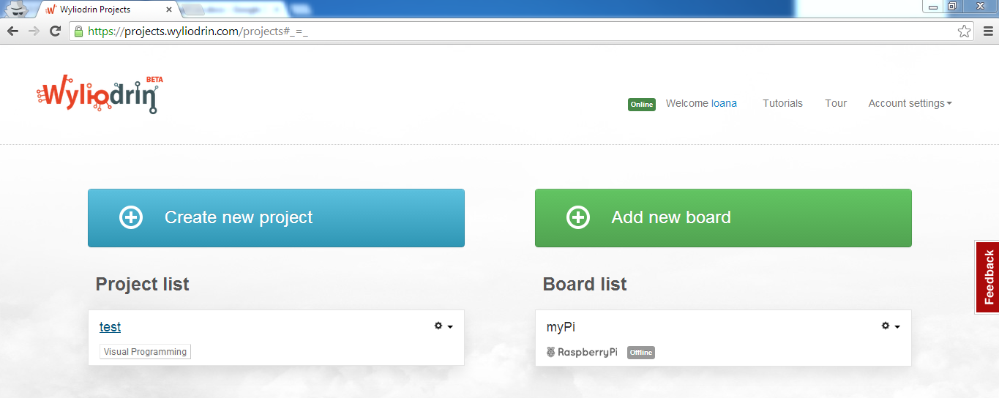 Wyliodrin Projects
https://projects.wyliodrin.com/projects#_=_
Wyliodrin BETA
Online Welcome Ioana Tutorials Tour Account settings
Create new project
Add new board
Feedback
Project list
Board list
test
myPi
Visual Programming
RaspberryPi Offline